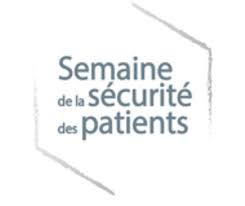 Semaine
de la sécurité
des patients